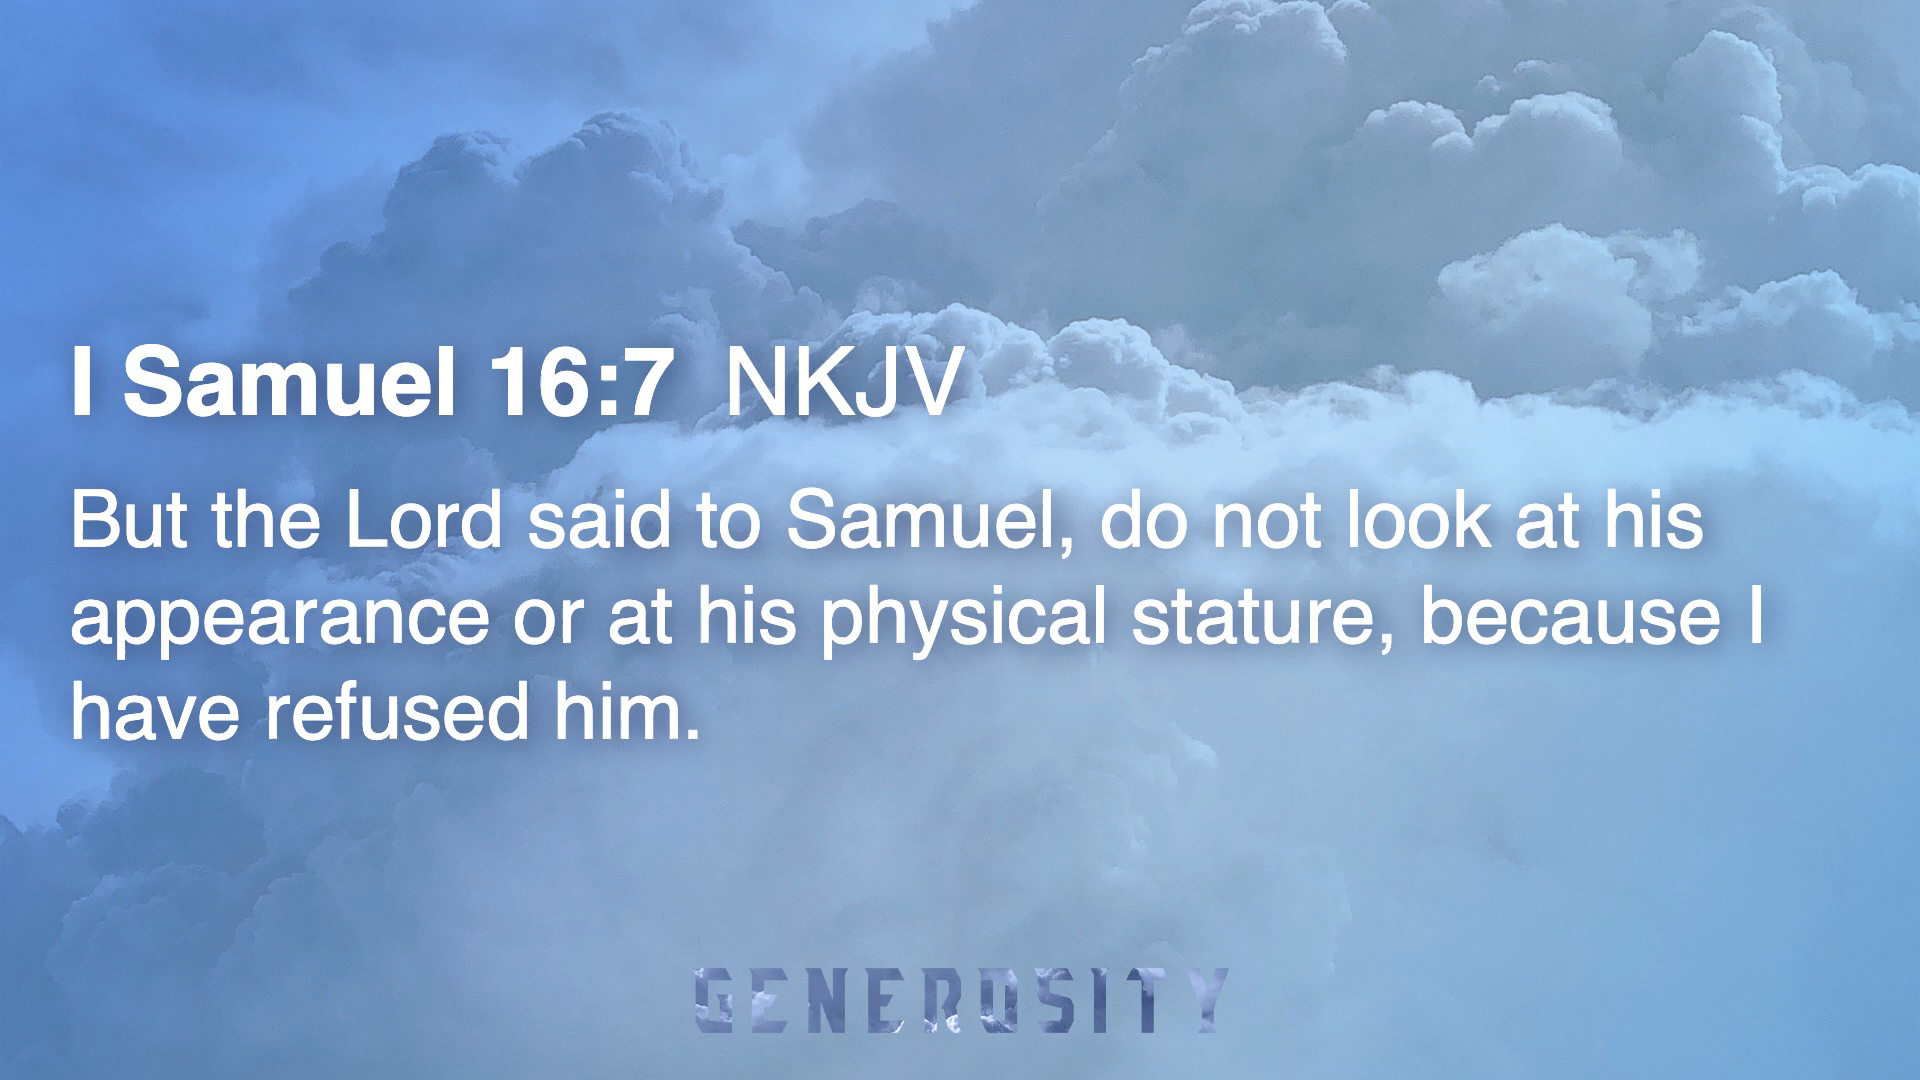 I Samuel 16:7 NKJV
But the Lord said to Samuel, do not look at his
appearance or at his physical stature, because I
have refused him.
GENEROSITY